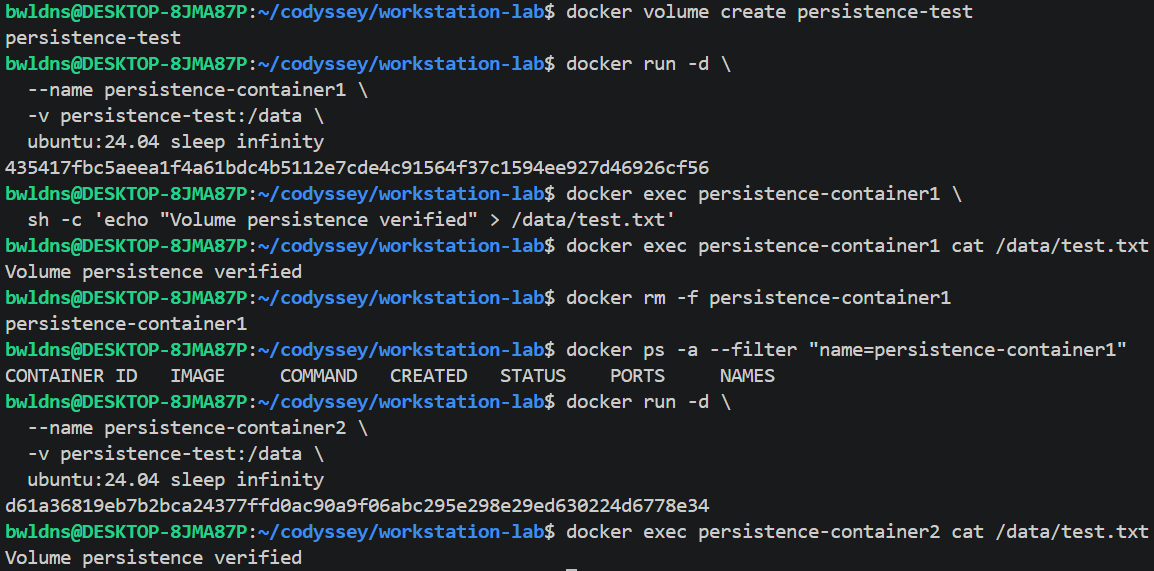 bwldns@DESKTOP-8JMA87P:~/codyssey/workstation-lab$ docker volume create persistence-test
persistence-test
bwldns@DESKTOP-8JMA87P:~/codyssey/workstation-lab$ docker run -d \
  --name persistence-container1 \
  -v persistence-test:/data \
  ubuntu:24.04 sleep infinity
435417fbc5aeea1f4a61bdc4b5112e7cde4c91564f37c1594ee927d46926cf56
bwldns@DESKTOP-8JMA87P:~/codyssey/workstation-lab$ docker exec persistence-container1 \
  sh -c 'echo "Volume persistence verified" > /data/test.txt'
bwldns@DESKTOP-8JMA87P:~/codyssey/workstation-lab$ docker exec persistence-container1 cat /data/test.txt
Volume persistence verified
bwldns@DESKTOP-8JMA87P:~/codyssey/workstation-lab$ docker rm -f persistence-container1
persistence-container1
bwldns@DESKTOP-8JMA87P:~/codyssey/workstation-lab$ docker ps -a --filter "name=persistence-container1"
CONTAINER ID   IMAGE     COMMAND   CREATED   STATUS    PORTS     NAMES
bwldns@DESKTOP-8JMA87P:~/codyssey/workstation-lab$ docker run -d \
  --name persistence-container2 \
  -v persistence-test:/data \
  ubuntu:24.04 sleep infinity
d61a36819eb7b2bca24377ffd0ac90a9f06abc295e298e29ed630224d6778e34
bwldns@DESKTOP-8JMA87P:~/codyssey/workstation-lab$ docker exec persistence-container2 cat /data/test.txt
Volume persistence verified